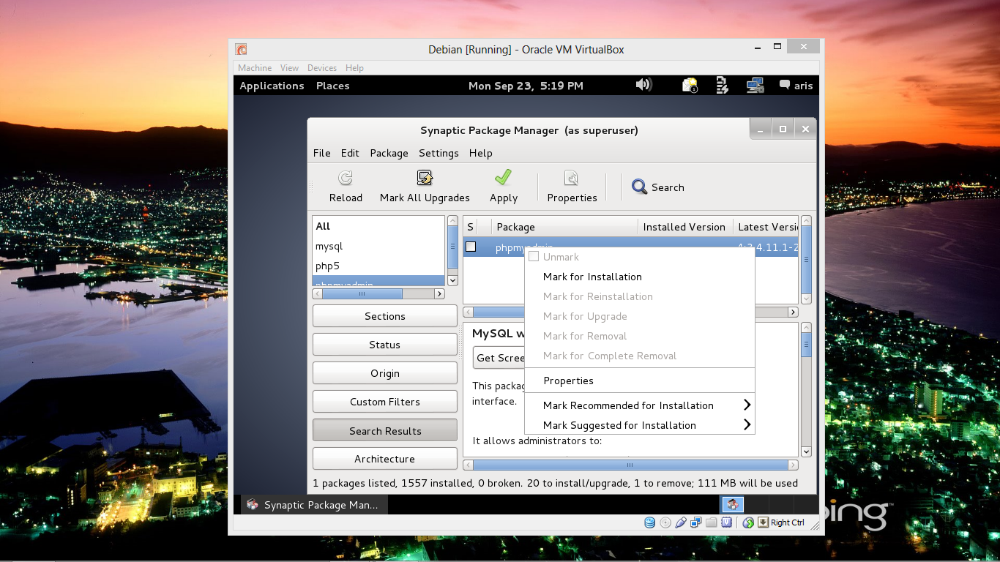 Debian [Running] - Oracle VM VirtualBox
Machine View Devices Help
Applications Places Mon Sep 23, 5:19 PM aris
Synaptic Package Manager (as superuser)
File Edit Package Settings Help
Reload Mark All Upgrades Apply Properties Search
All
mysql
php5
phpmyadmin
S Package Installed Version Latest Versi
phpmyadmin 4:3.4.11.1-2
Unmark
Mark for Installation
Mark for Reinstallation
Mark for Upgrade
Mark for Removal
Mark for Complete Removal
Properties
Mark Recommended for Installation
Mark Suggested for Installation
Sections
Status
Origin
Custom Filters
Search Results
Architecture
MySQL w
Get Scree
This packag
interface.
It allows administrators to:
1 packages listed, 1557 installed, 0 broken. 20 to install/upgrade, 1 to remove; 111 MB will be used
Synaptic Package Man...
Right Ctrl
bing